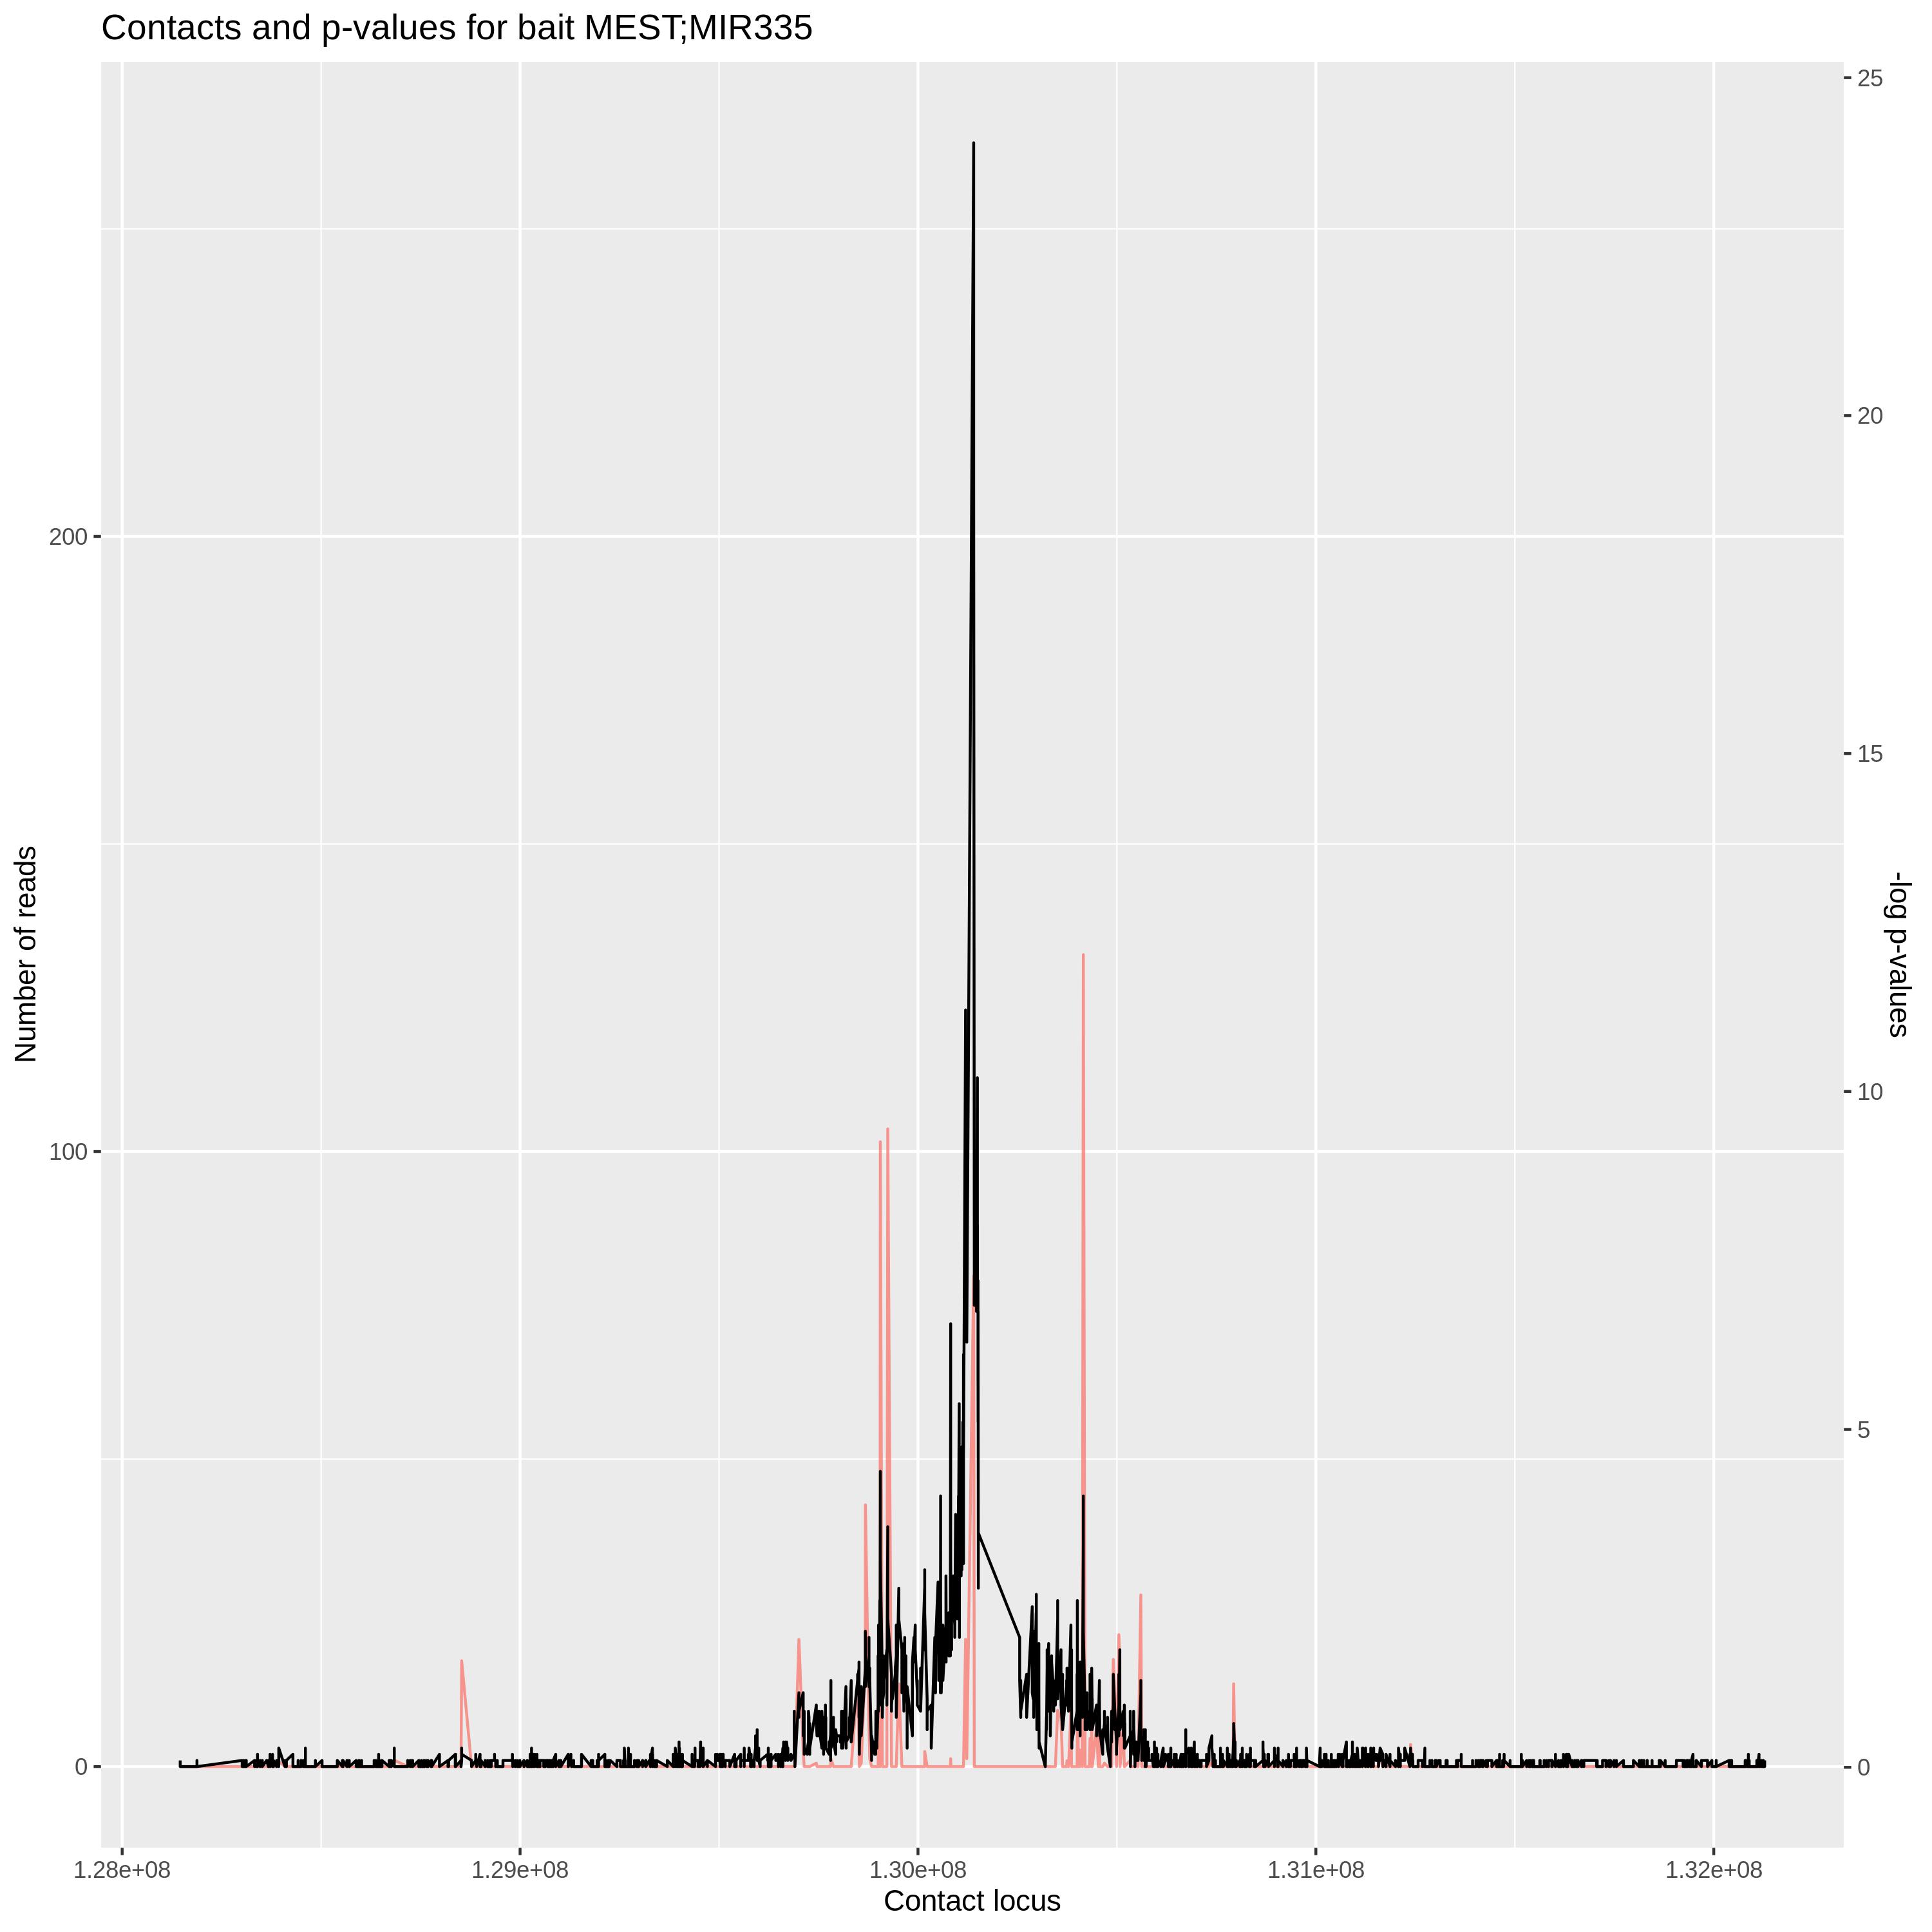 Contacts and p-values for bait MEST;MIR335
25
20
15
10
5
0
200
100
0
Number of reads
-log p-values
1.28e+08
1.29e+08
1.30e+08
1.31e+08
1.32e+08
Contact locus